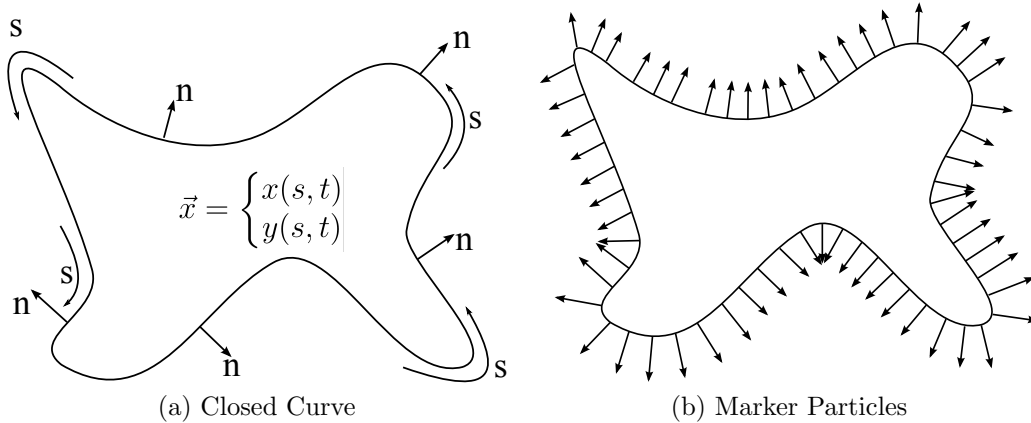 s
n
n
s
x⃗ = { x(s, t)
y(s, t)
n
s
n
n
s
(a) Closed Curve
(b) Marker Particles